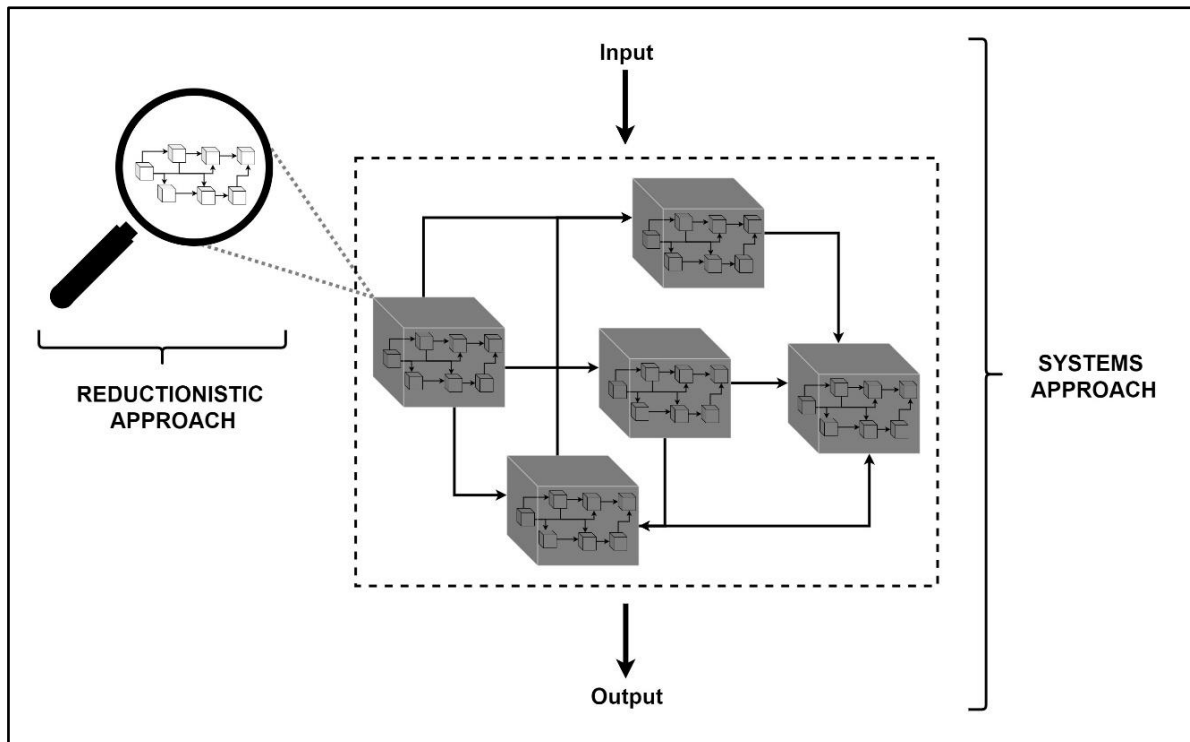 Input
REDUCTIONISTIC
APPROACH
SYSTEMS
APPROACH
Output